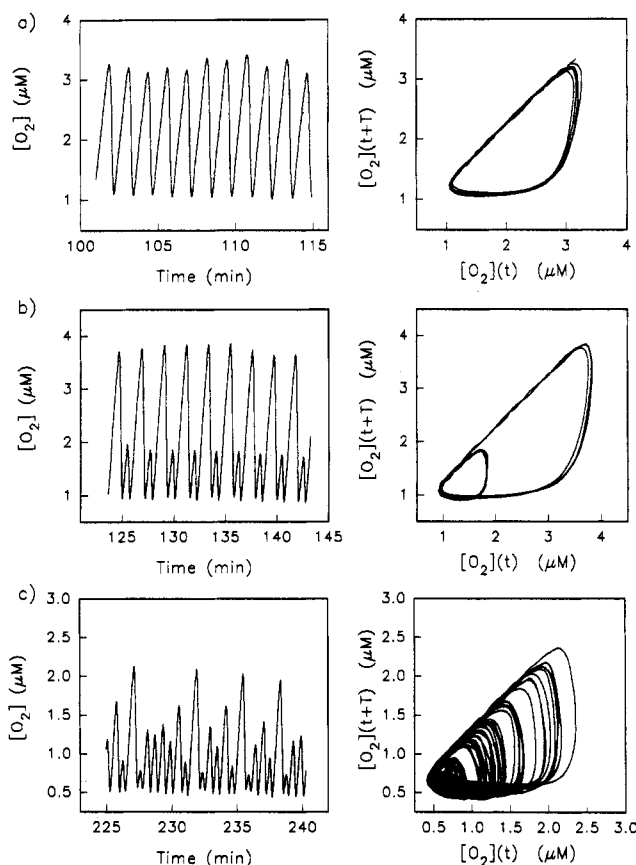 a)
[O2] (μM)
4
3
2
1
100 105 110 115
Time (min)
[O2](t+T) (μM)
4
3
2
1
1 2 3 4
[O2](t) (μM)
b)
[O2] (μM)
4
3
2
1
125 130 135 140 145
Time (min)
[O2](t+T) (μM)
4
3
2
1
1 2 3 4
[O2](t) (μM)
c)
[O2] (μM)
3.0
2.5
2.0
1.5
1.0
0.5
225 230 235 240
Time (min)
[O2](t+T) (μM)
3.0
2.5
2.0
1.5
1.0
0.5
0.5 1.0 1.5 2.0 2.5 3.0
[O2](t) (μM)